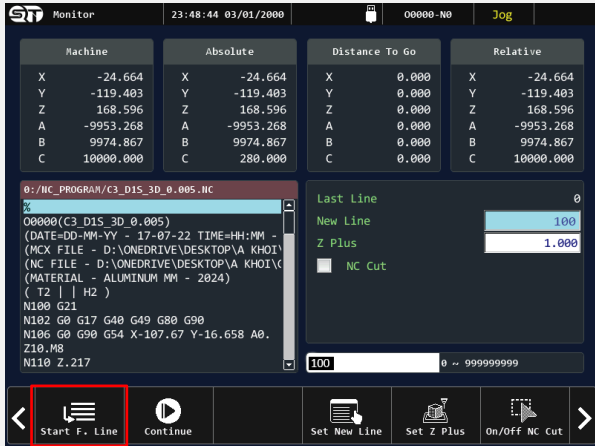 SNT Monitor 23:48:44 03/01/2000 O0000-N0 Jog
Machine
X -24.664
Y -119.403
Z 168.596
A -9953.268
B 9974.867
C 10000.000
Absolute
X -24.664
Y -119.403
Z 168.596
A -9953.268
B 9974.867
C 280.000
Distance To Go
X 0.000
Y 0.000
Z 0.000
A 0.000
B 0.000
C 0.000
Relative
X -24.664
Y -119.403
Z 168.596
A -9953.268
B 9974.867
C 10000.000
0:/NC_PROGRAM/C3_D1S_3D_0.005.NC
%
O0000(C3_D1S_3D_0.005)
(DATE=DD-MM-YY - 17-07-22 TIME=HH:MM -
(MCX FILE - D:\ONEDRIVE\DESKTOP\A KHOI\
(NC FILE - D:\ONEDRIVE\DESKTOP\A KHOI\
(MATERIAL - ALUMINUM MM - 2024)
( T2 | | H2 )
N100 G21
N102 G0 G17 G40 G49 G80 G90
N106 G0 G90 G54 X-107.67 Y-16.658 A0.
Z10.M8
N110 Z.217
Last Line 0
New Line 100
Z Plus 1.000
NC Cut
100 0 ~ 999999999
Start F. Line
Continue
Set New Line
Set Z Plus
On/Off NC Cut